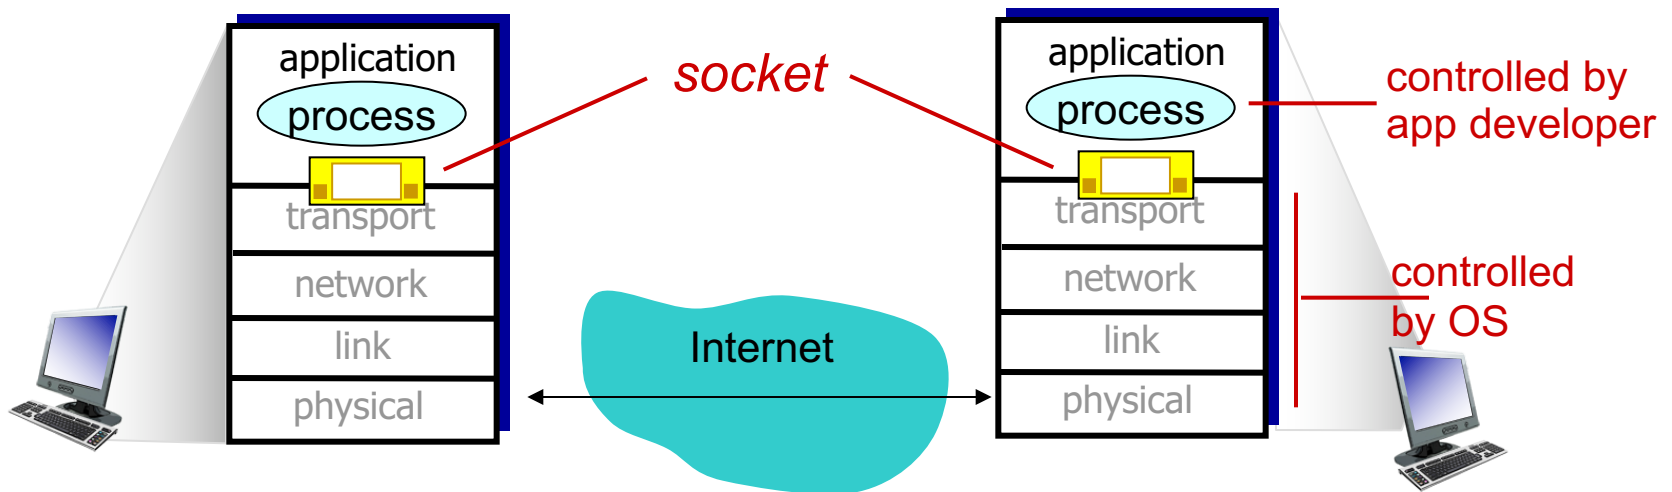 application
process
transport
network
link
physical
socket
Internet
application
process
transport
network
link
physical
controlled by
app developer
controlled
by OS